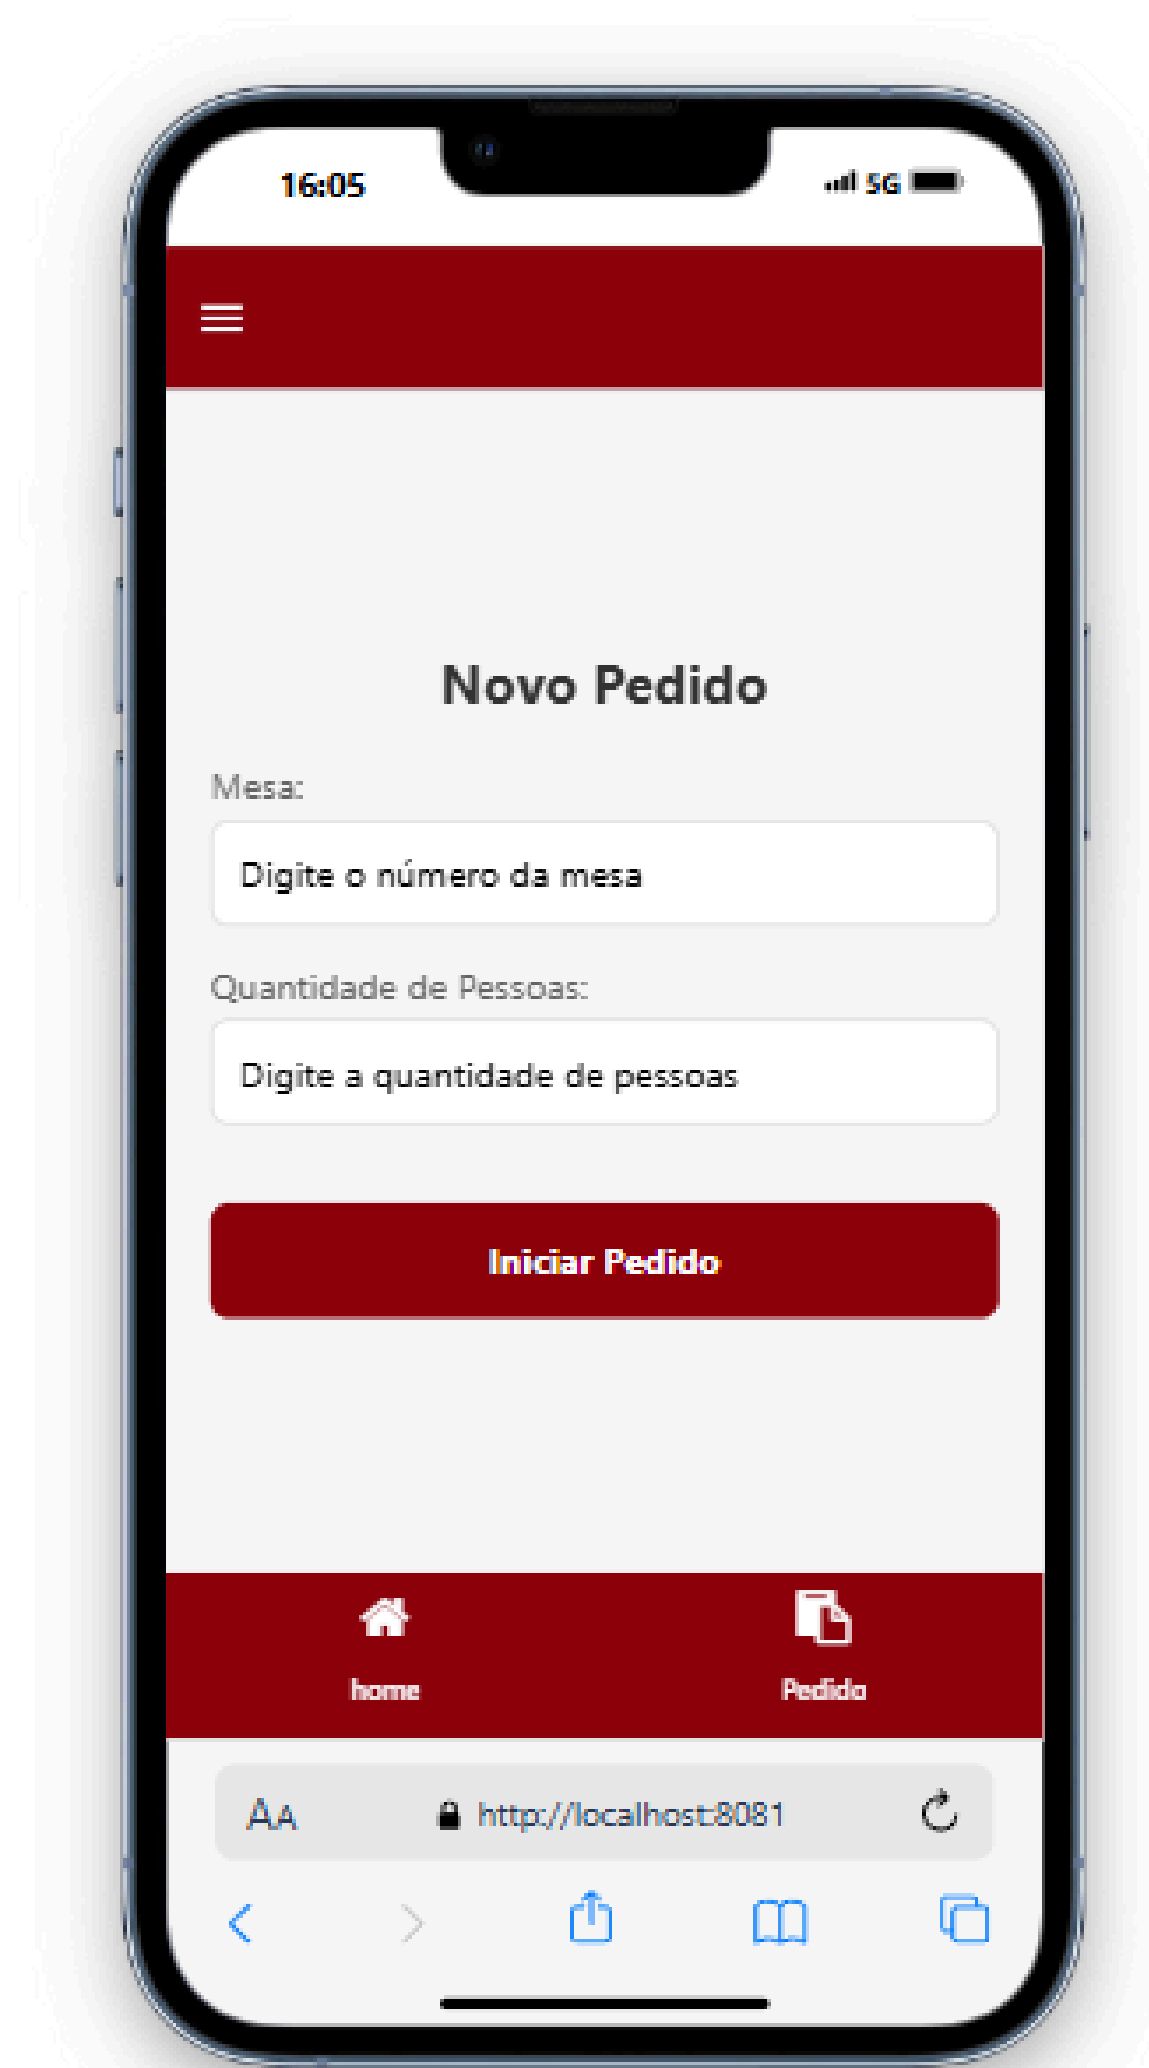 16:05
5G
Novo Pedido
Mesa:
Digite o número da mesa
Quantidade de Pessoas:
Digite a quantidade de pessoas
Iniciar Pedido
home
Pedido
AA
http://localhost:8081